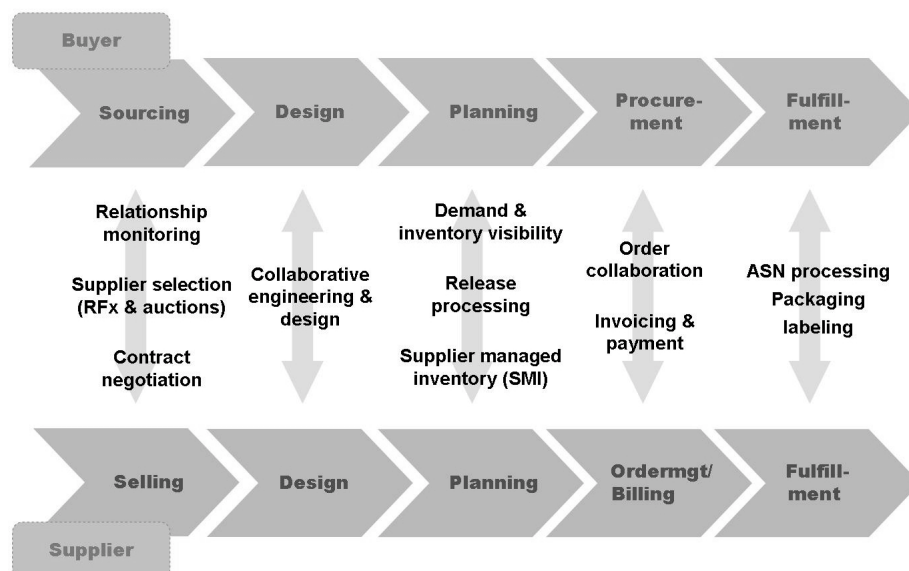 Buyer
Sourcing
Design
Planning
Procure-
ment
Fulfill-
ment
Relationship
monitoring
Supplier selection
(RFx & auctions)
Contract
negotiation
Collaborative
engineering &
design
Demand &
inventory visibility
Release
processing
Supplier managed
inventory (SMI)
Order
collaboration
Invoicing &
payment
ASN processing
Packaging
labeling
Selling
Design
Planning
Ordermgt/
Billing
Fulfill-
ment
Supplier